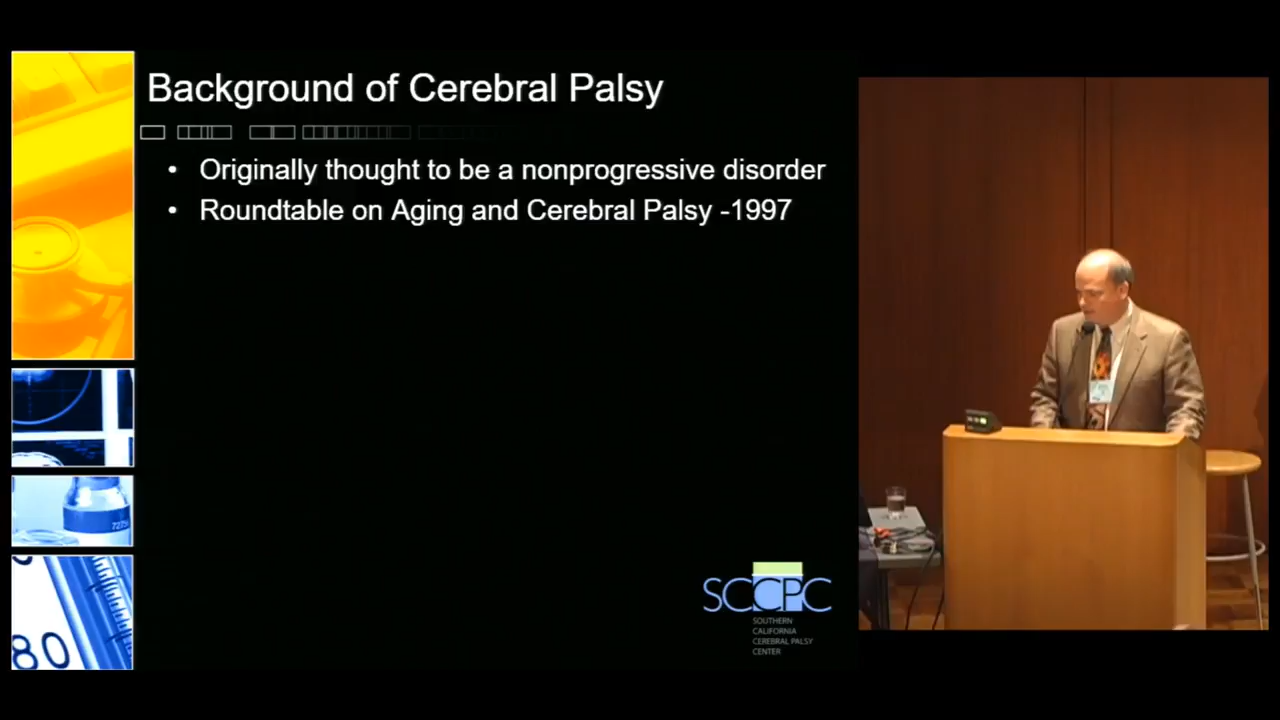 Background of Cerebral Palsy
• Originally thought to be a nonprogressive disorder
• Roundtable on Aging and Cerebral Palsy -1997
80
SCCPC
SOUTHERN
CALIFORNIA
CEREBRAL PALSY
CENTER